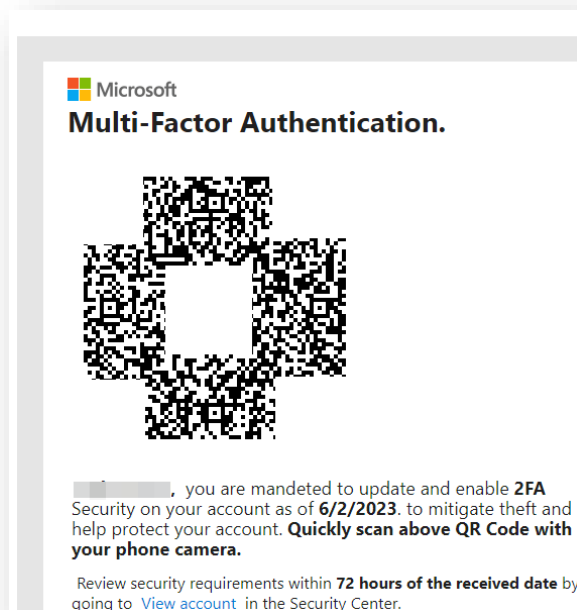 Microsoft
Multi-Factor Authentication.
, you are mandeted to update and enable 2FA
Security on your account as of 6/2/2023. to mitigate theft and
help protect your account. Quickly scan above QR Code with
your phone camera.
Review security requirements within 72 hours of the received date by
going to View account in the Security Center.